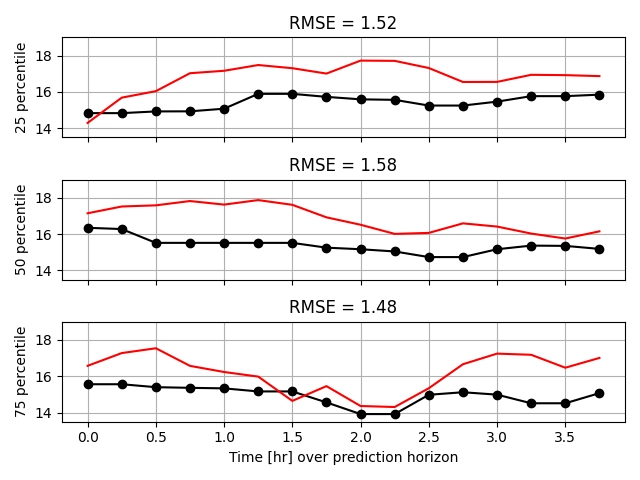 RMSE = 1.52
25 percentile
18
16
14
RMSE = 1.58
50 percentile
18
16
14
RMSE = 1.48
75 percentile
18
16
14
0.0 0.5 1.0 1.5 2.0 2.5 3.0 3.5
Time [hr] over prediction horizon